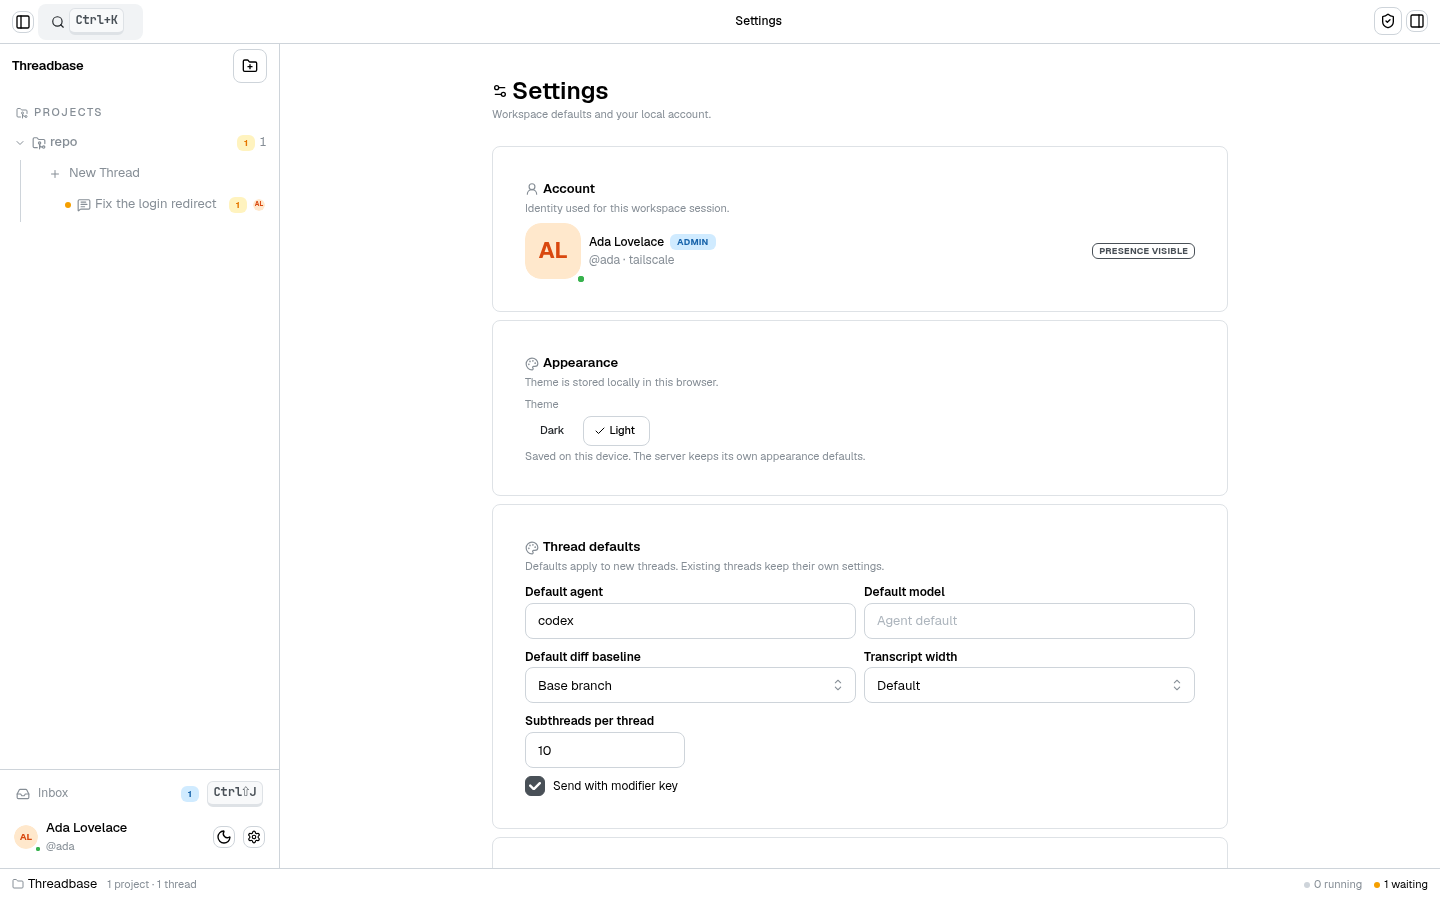 Ctrl+K
Settings
Threadbase
PROJECTS
repo 1 1
New Thread
Fix the login redirect 1 AL
Settings
Workspace defaults and your local account.
Account
Identity used for this workspace session.
AL
Ada Lovelace ADMIN
@ada · tailscale
PRESENCE VISIBLE
Appearance
Theme is stored locally in this browser.
Theme
Dark Light
Saved on this device. The server keeps its own appearance defaults.
Thread defaults
Defaults apply to new threads. Existing threads keep their own settings.
Default agent Default model
codex Agent default
Default diff baseline Transcript width
Base branch Default
Subthreads per thread
10
Send with modifier key
Inbox 1 Ctrl⇧J
AL
Ada Lovelace
@ada
Threadbase 1 project · 1 thread
0 running 1 waiting